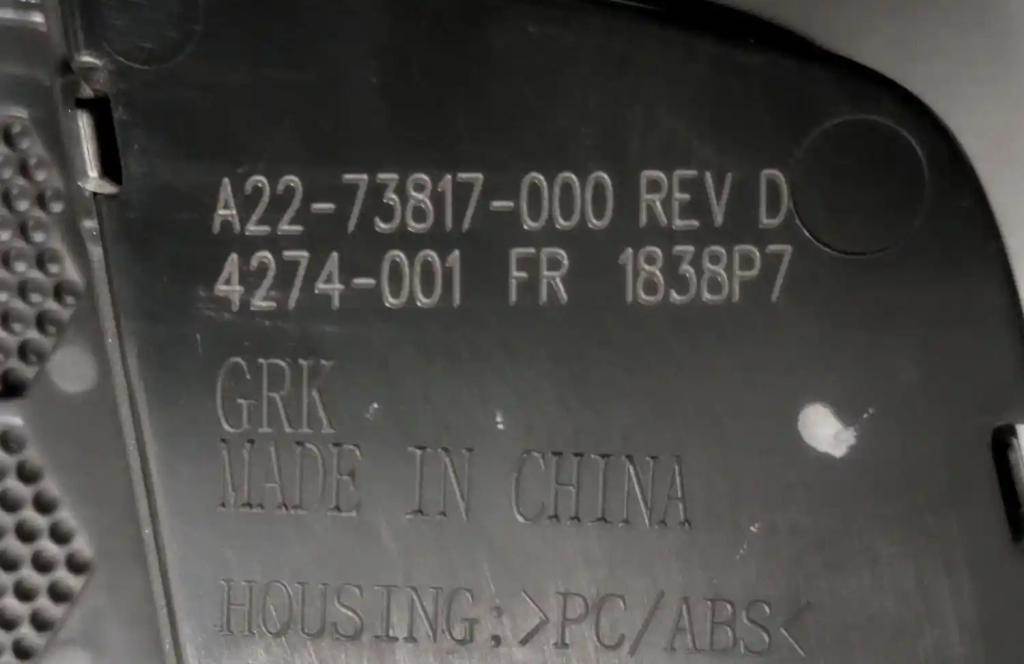 A22-73817-000 REV D
4274-001 FR 1838P7
GRK
MADE IN CHINA
HOUSING:>PC/ABS<